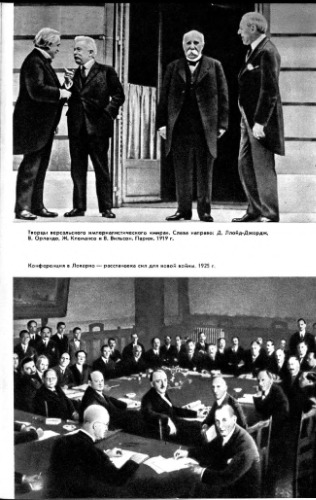 Творцы версальского империалистического «мира». Слева направо: Д. Ллойд-Джордж,
В. Орландо, Ж. Клемансо и В. Вильсон. Париж. 1919 г.
Конференция в Локарно — расстановка сил для новой войны. 1925 г.